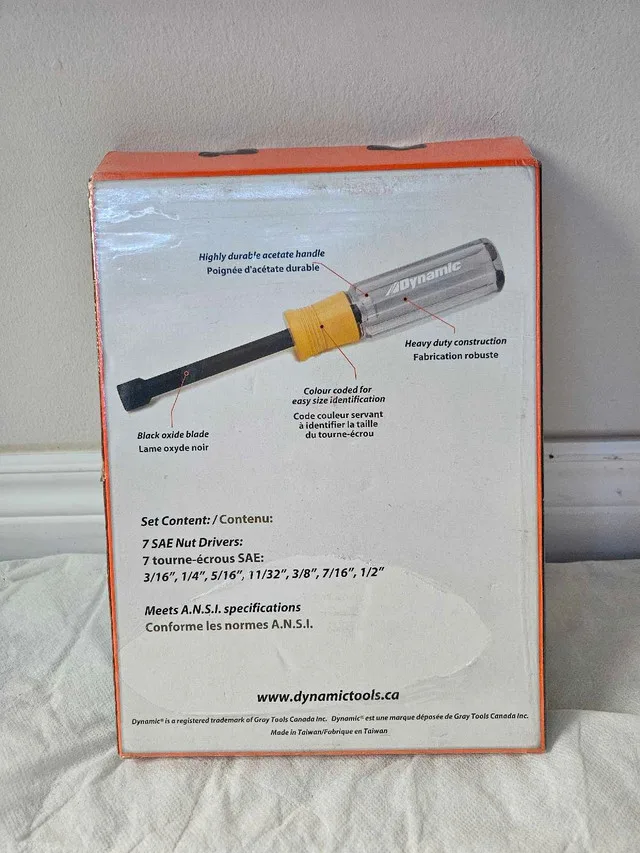 Highly durable acetate handle
Poignée d'acétate durable
Dynamic
Heavy duty construction
Fabrication robuste
Colour coded for
easy size identification
Code couleur servant
à identifier la taille
du tourne-écrou
Black oxide blade
Lame oxyde noir
Set Content: / Contenu:
7 SAE Nut Drivers:
7 tourne-écrous SAE:
3/16", 1/4", 5/16", 11/32", 3/8", 7/16", 1/2"
Meets A.N.S.I. specifications
Conforme les normes A.N.S.I.
www.dynamictools.ca
Dynamic® is a registered trademark of Gray Tools Canada Inc. Dynamic® est une marque déposée de Gray Tools Canada Inc.
Made in Taiwan/Fabrique en Taiwan